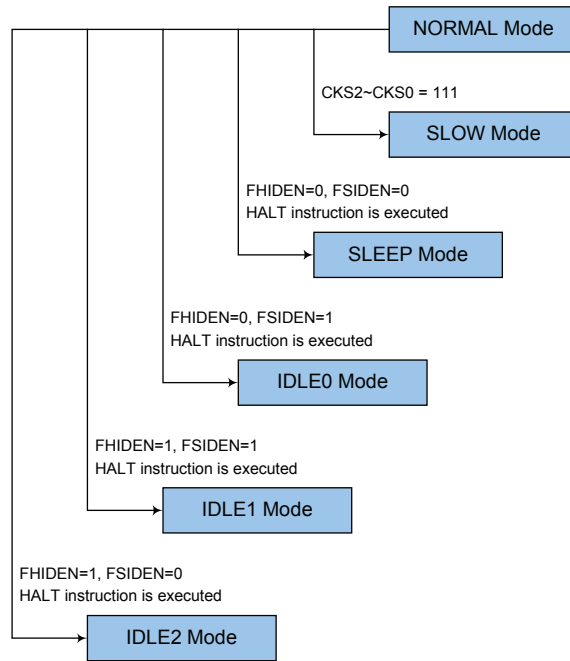 NORMAL Mode
CKS2~CKS0 = 111
SLOW Mode
FHIDEN=0, FSIDEN=0
HALT instruction is executed
SLEEP Mode
FHIDEN=0, FSIDEN=1
HALT instruction is executed
IDLE0 Mode
FHIDEN=1, FSIDEN=1
HALT instruction is executed
IDLE1 Mode
FHIDEN=1, FSIDEN=0
HALT instruction is executed
IDLE2 Mode